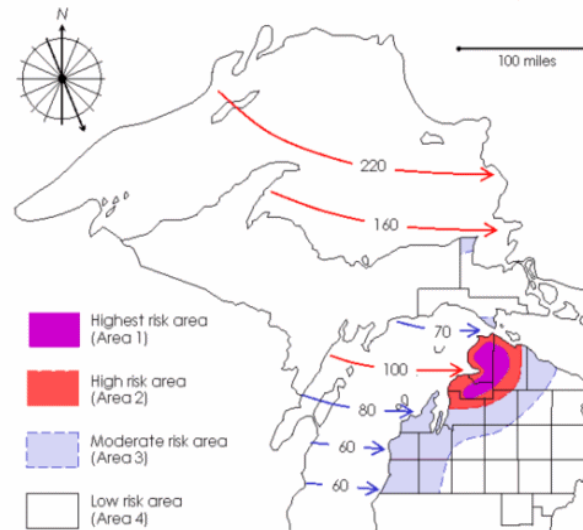 N
100 miles
220
160
70
100
80
60
60
Highest risk area
(Area 1)
High risk area
(Area 2)
Moderate risk area
(Area 3)
Low risk area
(Area 4)